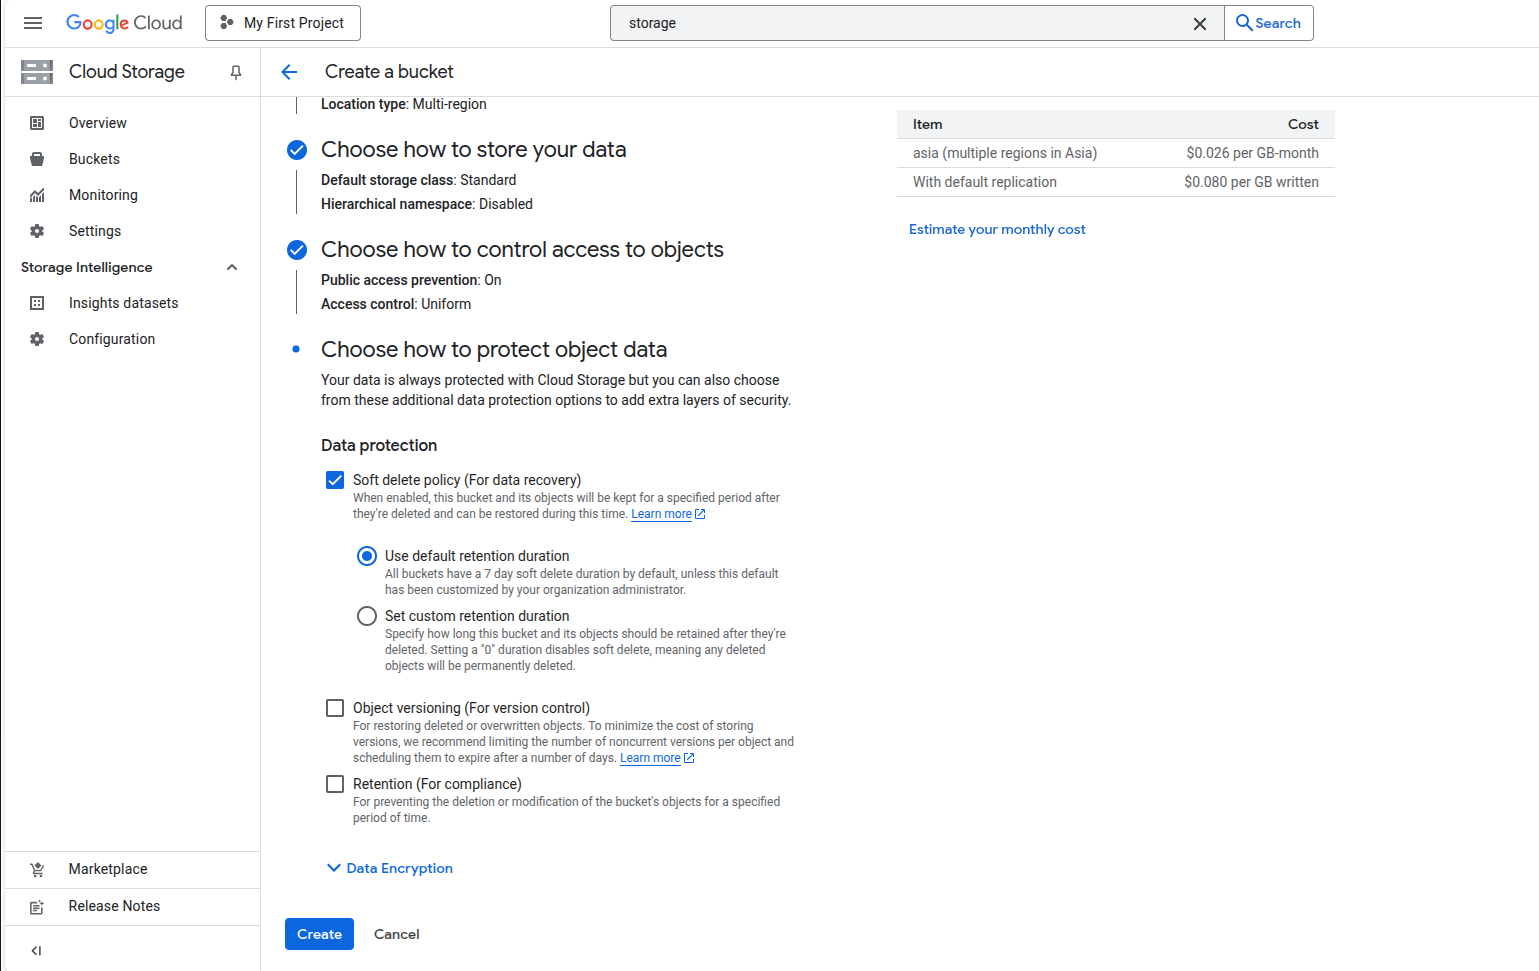 Google Cloud
My First Project
storage
Search
Cloud Storage
Create a bucket
Overview
Buckets
Monitoring
Settings
Storage Intelligence
Insights datasets
Configuration
Marketplace
Release Notes
Location type: Multi-region
Choose how to store your data
Default storage class: Standard
Hierarchical namespace: Disabled
Choose how to control access to objects
Public access prevention: On
Access control: Uniform
Choose how to protect object data
Your data is always protected with Cloud Storage but you can also choose
from these additional data protection options to add extra layers of security.
Data protection
Soft delete policy (For data recovery)
When enabled, this bucket and its objects will be kept for a specified period after
they're deleted and can be restored during this time. Learn more
Use default retention duration
All buckets have a 7 day soft delete duration by default, unless this default
has been customized by your organization administrator.
Set custom retention duration
Specify how long this bucket and its objects should be retained after they're
deleted. Setting a "0" duration disables soft delete, meaning any deleted
objects will be permanently deleted.
Object versioning (For version control)
For restoring deleted or overwritten objects. To minimize the cost of storing
versions, we recommend limiting the number of noncurrent versions per object and
scheduling them to expire after a number of days. Learn more
Retention (For compliance)
For preventing the deletion or modification of the bucket's objects for a specified
period of time.
Data Encryption
Create Cancel
Item Cost
asia (multiple regions in Asia) $0.026 per GB-month
With default replication $0.080 per GB written
Estimate your monthly cost